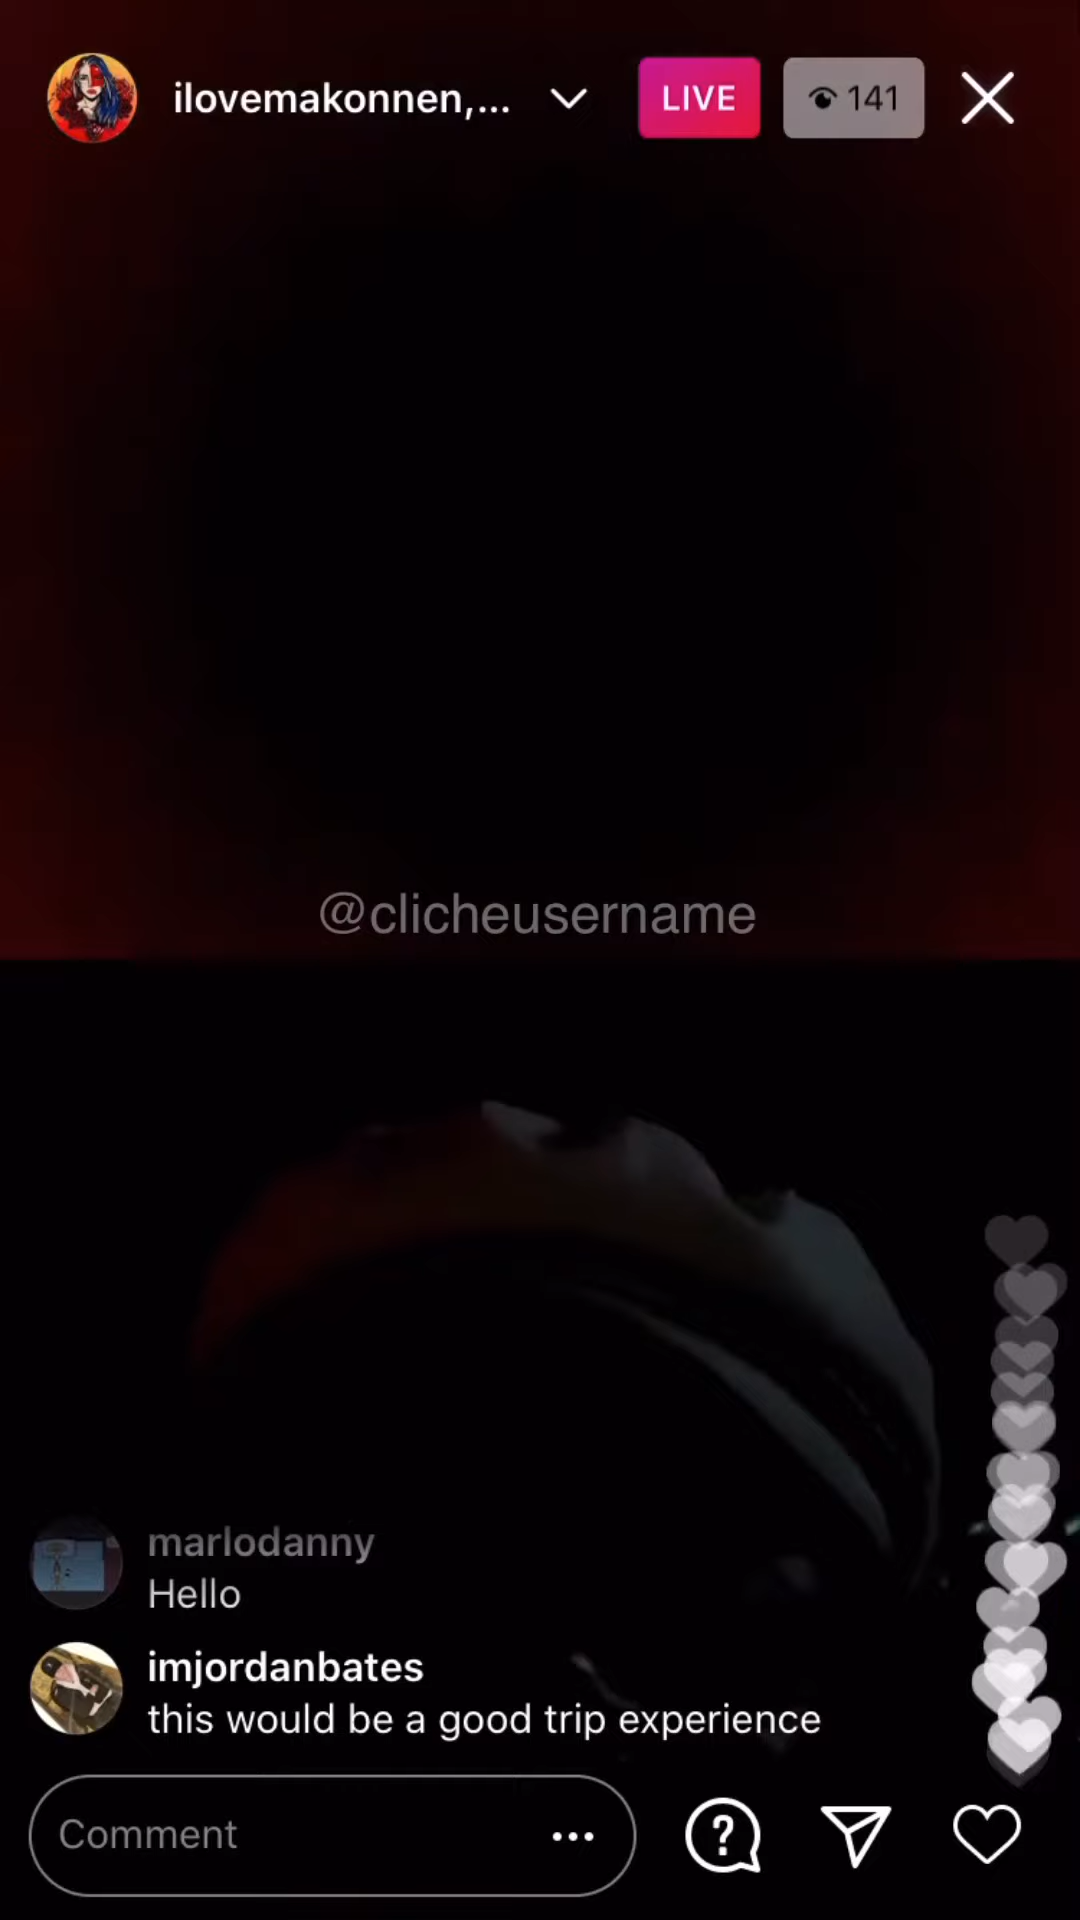 ilovemakonnen,...
LIVE
141
@clicheusername
marlodanny
Hello
imjordanbates
this would be a good trip experience
Comment